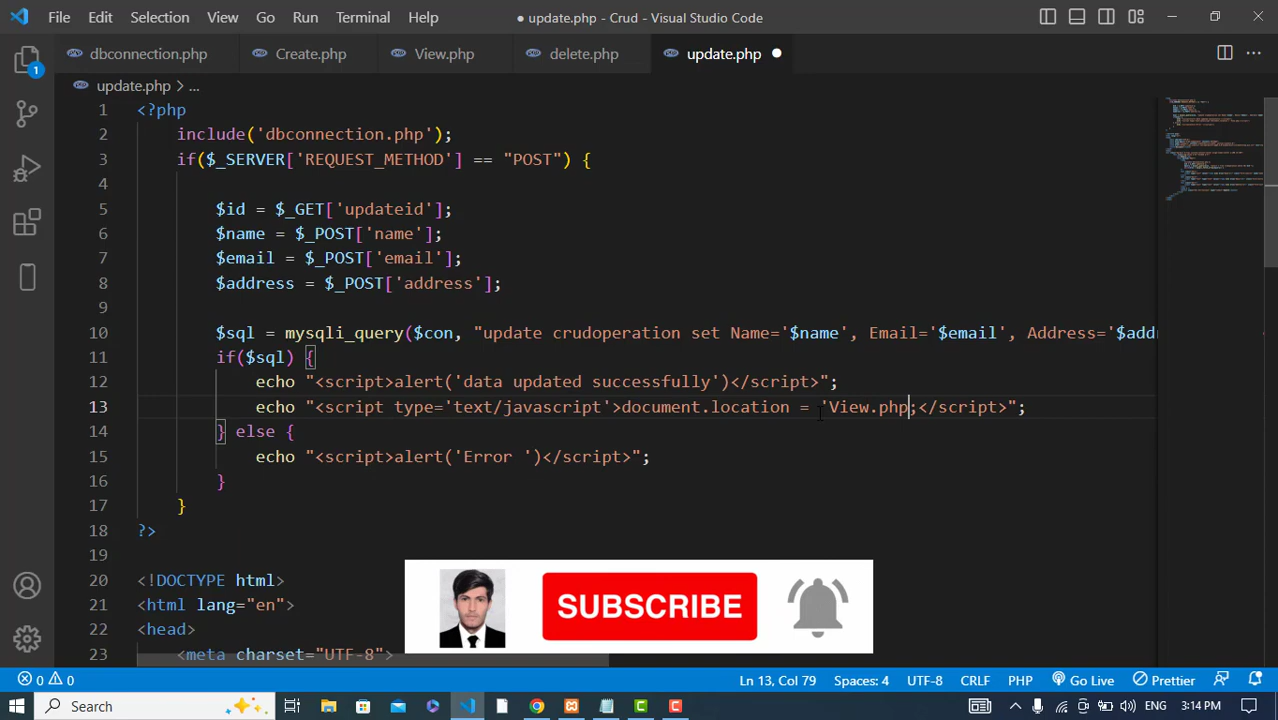 File Edit Selection View Go Run Terminal Help
● update.php - Crud - Visual Studio Code
dbconnection.php Create.php View.php delete.php update.php
1
update.php > ...
1 <?php
2 include('dbconnection.php');
3 if($_SERVER['REQUEST_METHOD'] == "POST") {
4
5 $id = $_GET['updateid'];
6 $name = $_POST['name'];
7 $email = $_POST['email'];
8 $address = $_POST['address'];
9
10 $sql = mysqli_query($con, "update crudoperation set Name='$name', Email='$email', Address='$addr
11 if($sql) {
12 echo "<script>alert('data updated successfully')</script>";
13 echo "<script type='text/javascript'>document.location = 'View.php;</script>";
14 } else {
15 echo "<script>alert('Error ')</script>";
16 }
17 }
18 ?>
19
20 <!DOCTYPE html>
21 <html lang="en">
22 <head>
23 <meta charset="UTF-8">
SUBSCRIBE
0 0 Ln 13, Col 79 Spaces: 4 UTF-8 CRLF PHP Go Live Prettier
Search ENG 3:14 PM